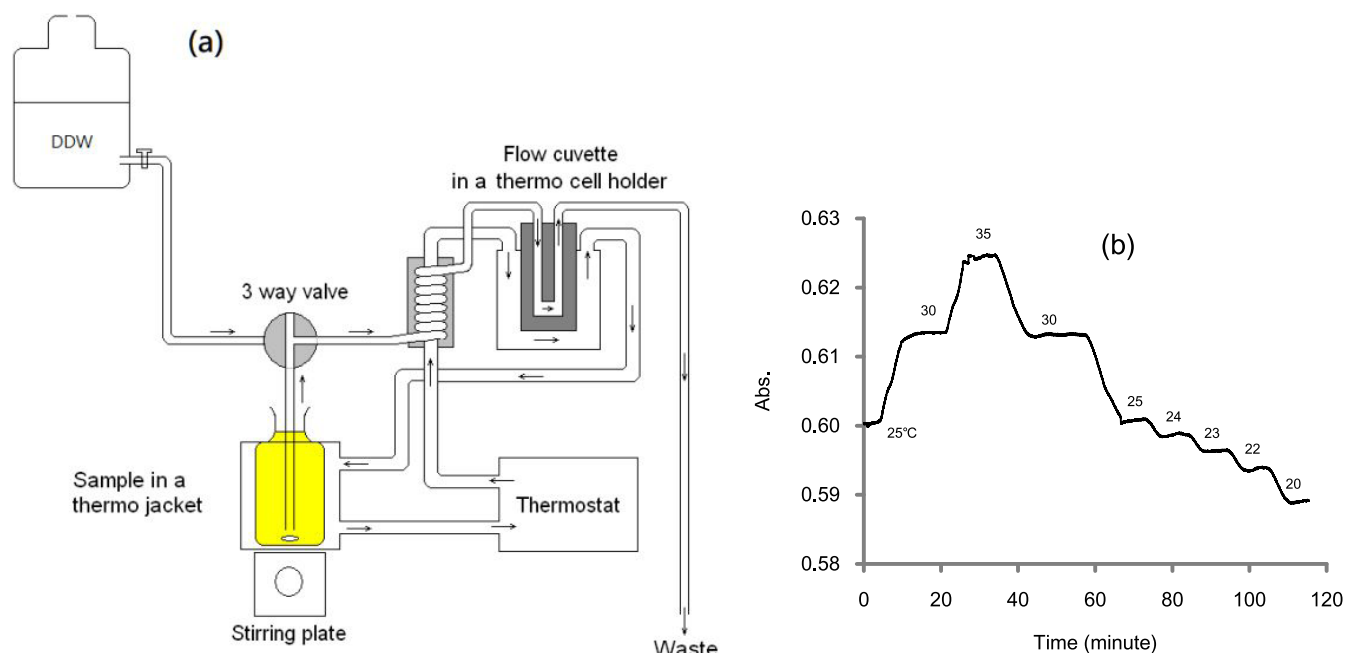 (a)
DDW
Flow cuvette
in a thermo cell holder
3 way valve
Sample in a
thermo jacket
Thermostat
Stirring plate
Waste
(b)
0.63
0.62
0.61
0.60
0.59
0.58
Abs.
25ºC
30
35
30
25
24
23
22
20
0
20
40
60
80
100
120
Time (minute)